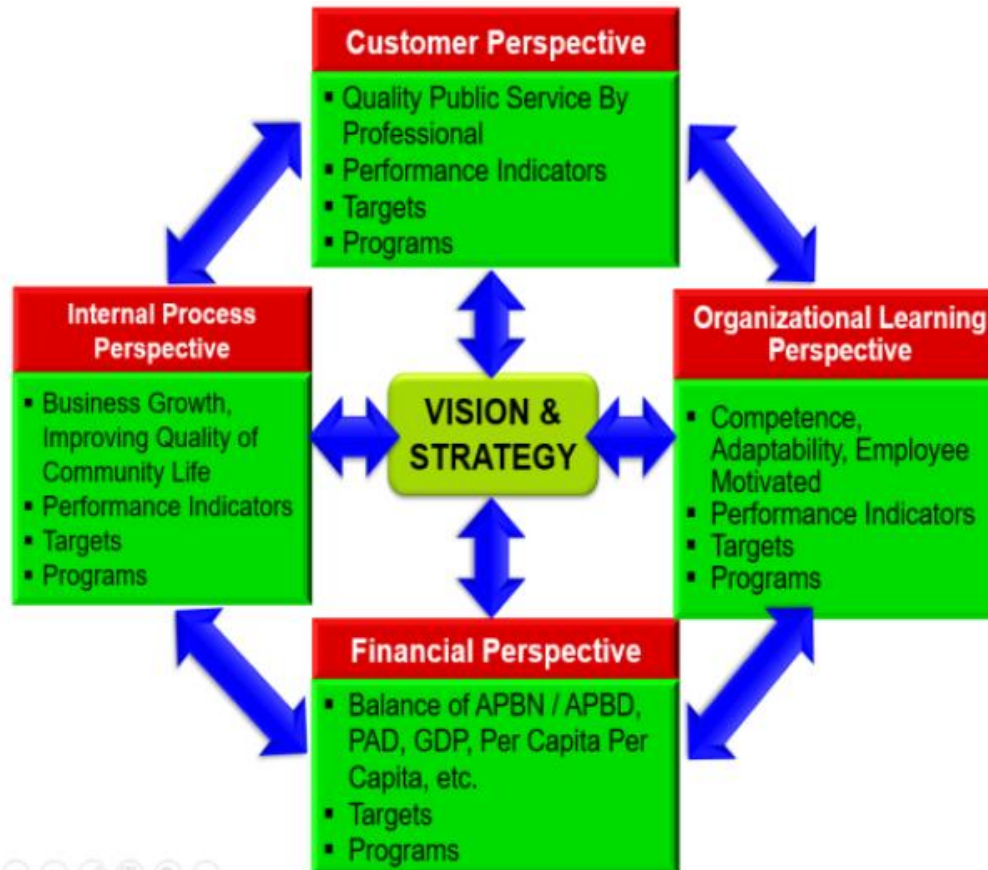 Customer Perspective
▪ Quality Public Service By
Professional
▪ Performance Indicators
▪ Targets
▪ Programs
Internal Process
Perspective
▪ Business Growth,
Improving Quality of
Community Life
▪ Performance Indicators
▪ Targets
▪ Programs
VISION &
STRATEGY
Organizational Learning
Perspective
▪ Competence,
Adaptability, Employee
Motivated
▪ Performance Indicators
▪ Targets
▪ Programs
Financial Perspective
▪ Balance of APBN / APBD,
PAD, GDP, Per Capita Per
Capita, etc.
▪ Targets
▪ Programs